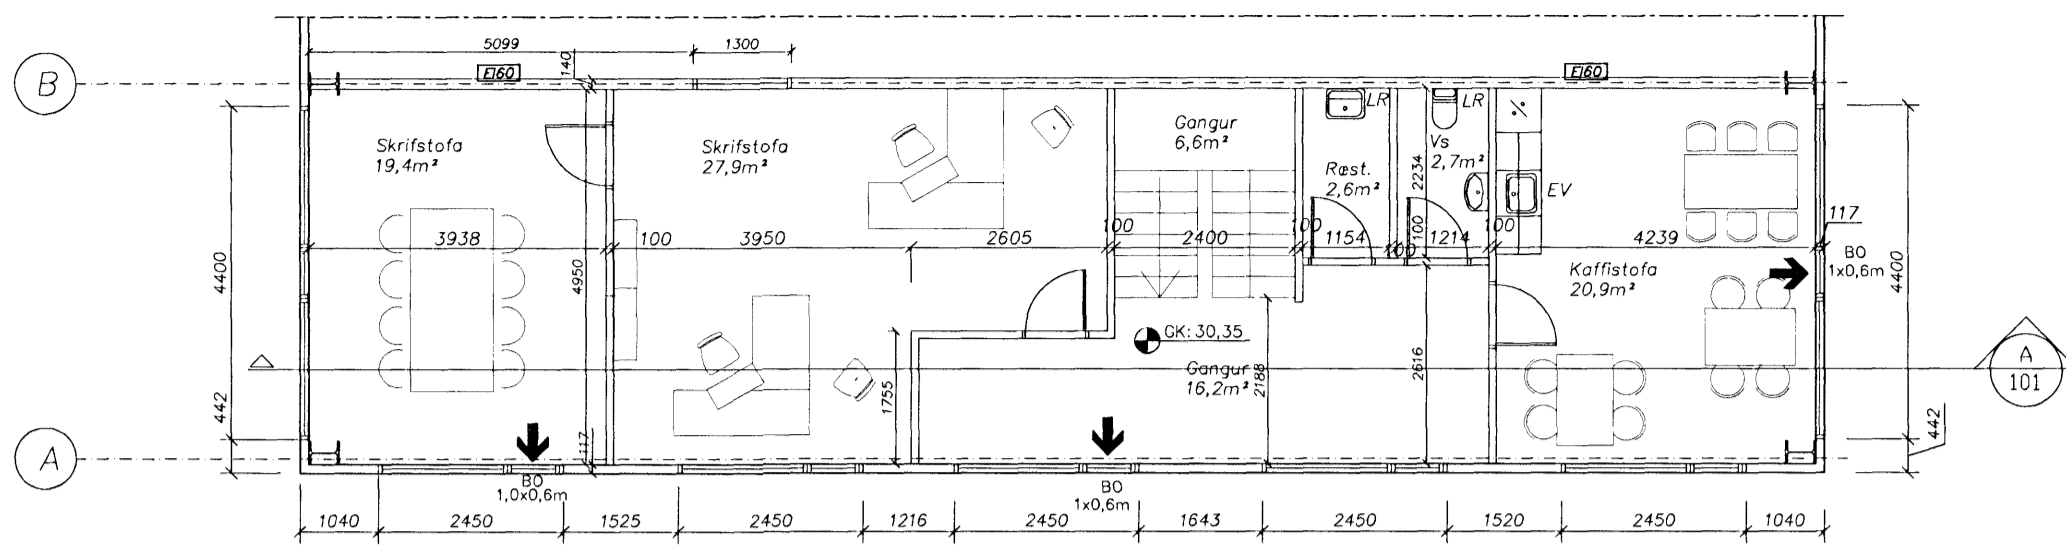 5099
1300
140
EI60
EI60
B
Skrifstofa
19,4m²
Skrifstofa
27,9m²
Gangur
6,6m²
LR
LR
Ræst.
2,6m²
Vs
2,7m²
2234
EV
117
BO
1x0,6m
3938
100
3950
2605
100
2400
100
1154
100
100
1214
100
4239
4400
4950
4400
Kaffistofa
20,9m²
GK: 30,35
Gangur
16,2m²
1755
2188
2616
A
101
442
442
117
A
BO
1,0x0,6m
BO
1x0,6m
1040
2450
1525
2450
1216
2450
1643
2450
1520
2450
1040